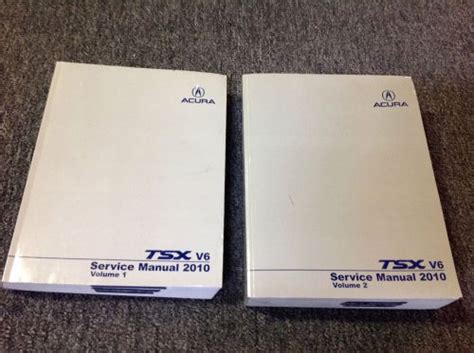 ACURA
TSX V6
Service Manual 2010
Volume 1
ACURA
TSX V6
Service Manual 2010
Volume 2